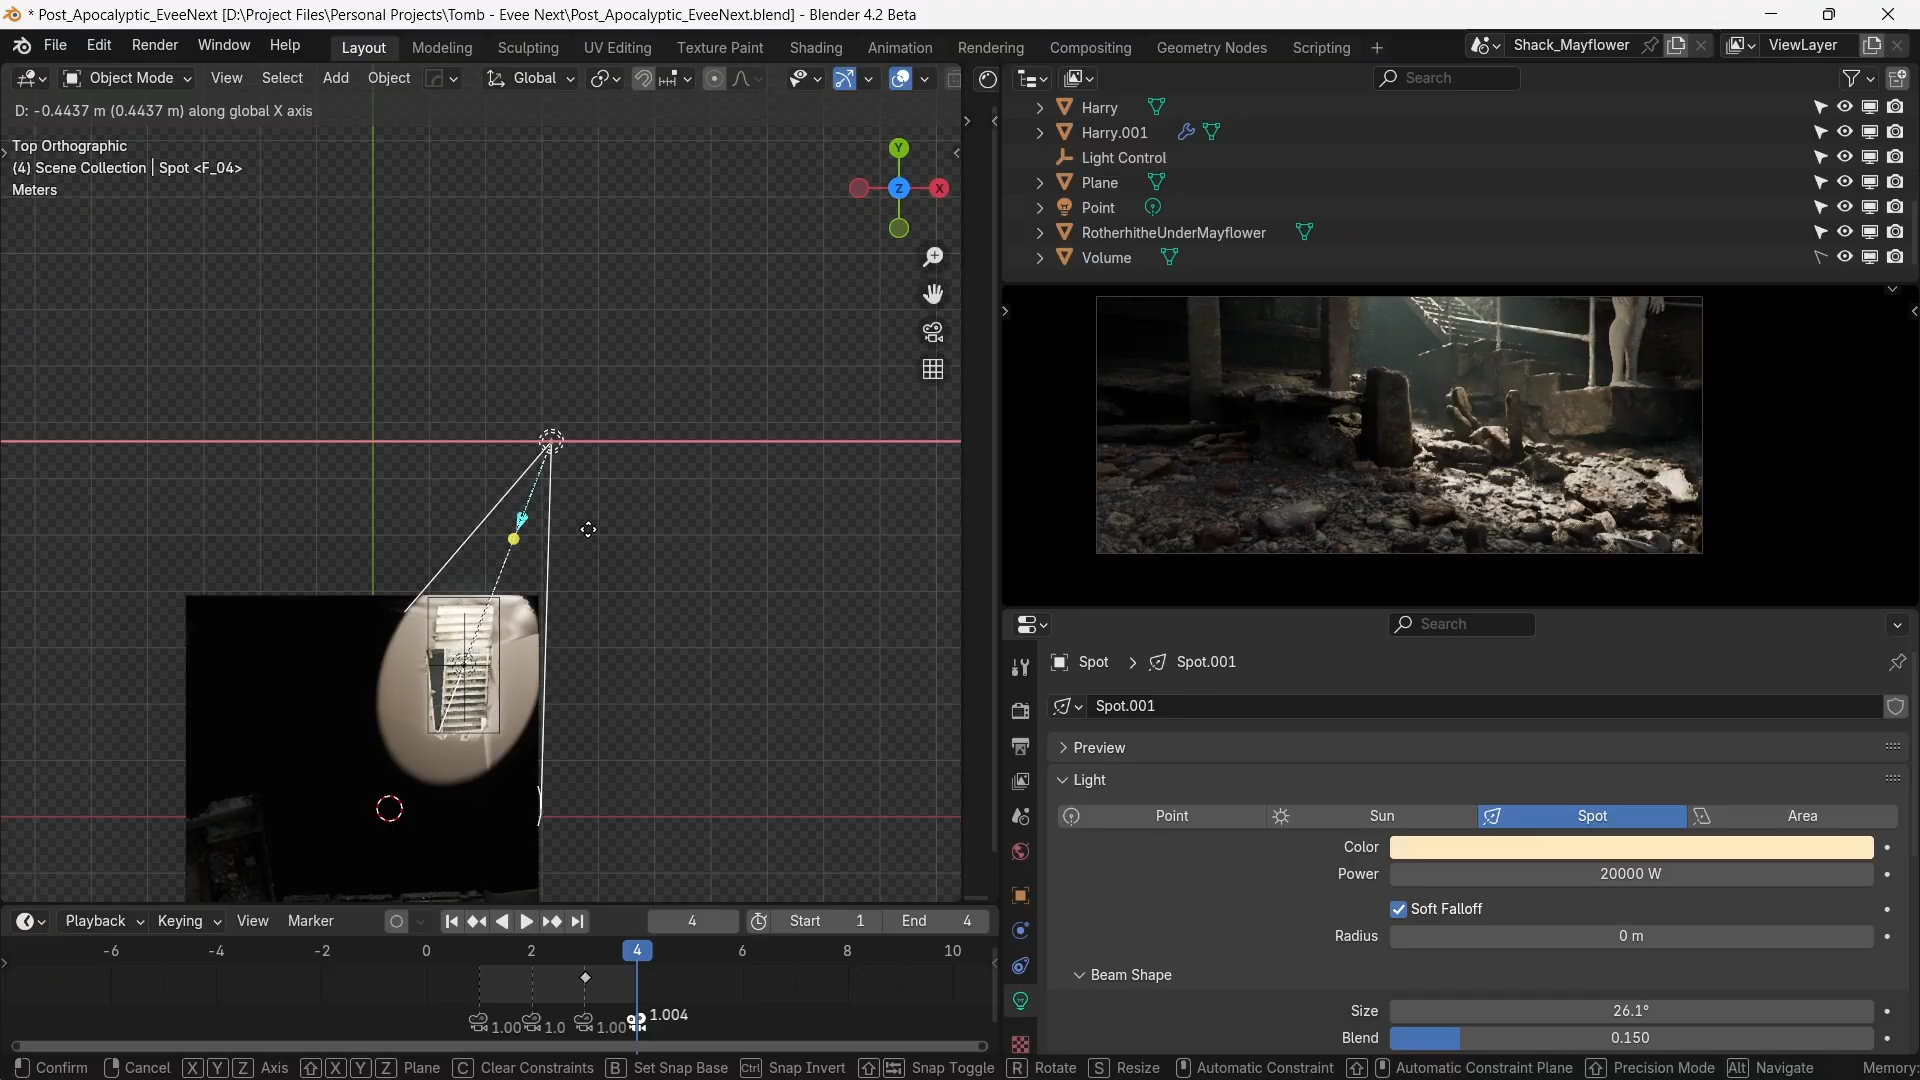 * Post_Apocalyptic_EveeNext [D:\Project Files\Personal Projects\Tomb - Evee Next\Post_Apocalyptic_EveeNext.blend] - Blender 4.2 Beta
File Edit Render Window Help Layout Modeling Sculpting UV Editing Texture Paint Shading Animation Rendering Compositing Geometry Nodes Scripting + Shack_Mayflower ViewLayer
Object Mode View Select Add Object Global Search
D: -0.4437 m (0.4437 m) along global X axis
Top Orthographic
(4) Scene Collection | Spot <F_04>
Meters
Y
Z X
Harry
Harry.001
Light Control
Plane
Point
RotherhitheUnderMayflower
Volume
Search
Spot > Spot.001
Spot.001
Preview
Light
Point Sun Spot Area
Color
Power 20000 W
Soft Falloff
Radius 0 m
Beam Shape
Size 26.1°
Blend 0.150
Playback Keying View Marker 4 Start 1 End 4
-6 -4 -2 0 2 4 6 8 10
1.00 1.0 1.00 1.004
Confirm Cancel X Y Z Axis X Y Z Plane C Clear Constraints B Set Snap Base Ctrl Snap Invert Snap Toggle R Rotate S Resize Automatic Constraint Automatic Constraint Plane Precision Mode Alt Navigate Memory: